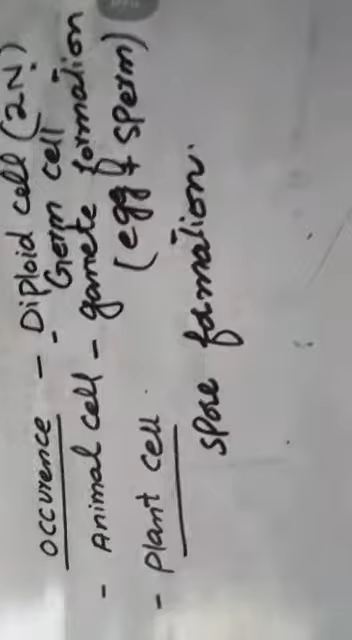 occurence - Diploid cell (2N)
- Germ cell
- Animal cell - gamete formation
(egg & sperm)
- Plant cell
spore formation.